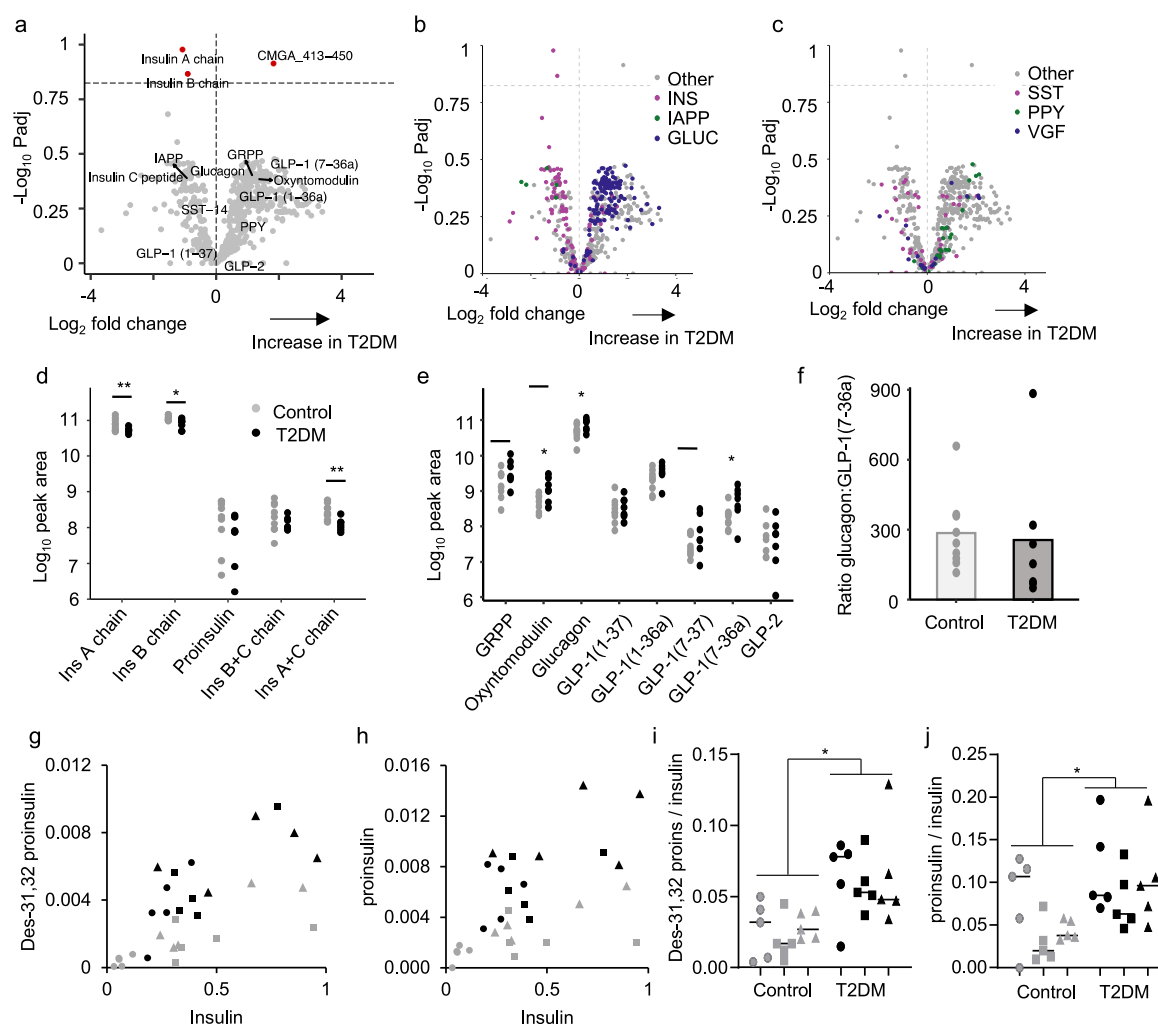 a
1
0.75
0.5
0.25
0
-4
0
4
-Log10 Padj
Insulin A chain
CMGA_413–450
Insulin B chain
IAPP
GRPP
Glucagon
GLP-1 (7–36a)
Insulin C peptide
Oxyntomodulin
GLP-1 (1–36a)
SST-14
PPY
GLP-1 (1–37)
GLP-2
Log2 fold change
Increase in T2DM
b
1
0.75
0.50
0.25
0
-4
0
4
-Log10 Padj
Other
INS
IAPP
GLUC
Log2 fold change
Increase in T2DM
c
1
0.75
0.50
0.25
0
-4
0
4
-Log10 Padj
Other
SST
PPY
VGF
Log2 fold change
Increase in T2DM
d
11
10
9
8
7
6
Log10 peak area
**
*
**
Control
T2DM
Ins A chain
Ins B chain
Proinsulin
Ins B+C chain
Ins A+C chain
e
11
10
9
8
7
6
Log10 peak area
*
*
*
GRPP
Oxyntomodulin
Glucagon
GLP-1(1-37)
GLP-1(1-36a)
GLP-1(7-37)
GLP-1(7-36a)
GLP-2
f
900
600
300
0
Ratio glucagon:GLP-1(7-36a)
Control
T2DM
g
0.012
0.008
0.004
0
0
0.5
1
Des-31,32 proinsulin
Insulin
h
0.016
0.012
0.008
0.004
0.000
0
0.5
1
proinsulin
Insulin
i
0.15
0.10
0.05
0.00
Des-31,32 proins / insulin
*
Control
T2DM
j
0.25
0.20
0.15
0.10
0.05
0.00
proinsulin / insulin
*
Control
T2DM